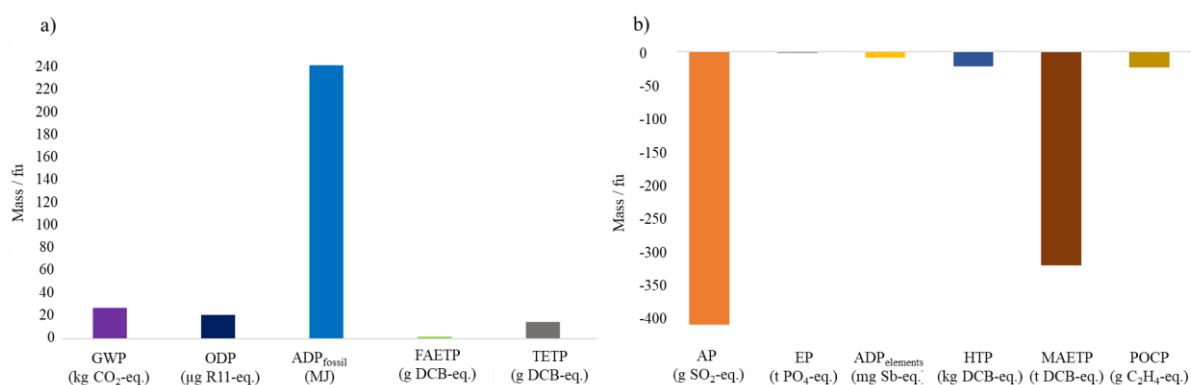 a)
Mass / fu
240
220
200
180
160
140
120
100
80
60
40
20
0
GWP
(kg CO₂-eq.)
ODP
(µg R11-eq.)
ADPfossil
(MJ)
FAETP
(g DCB-eq.)
TETP
(g DCB-eq.)
b)
Mass / fu
0
-50
-100
-150
-200
-250
-300
-350
-400
AP
(g SO₂-eq.)
EP
(t PO₄-eq.)
ADPelements
(mg Sb-eq.
HTP
(kg DCB-eq.)
MAETP
(t DCB-eq.)
POCP
(g C₂H₄-eq.)